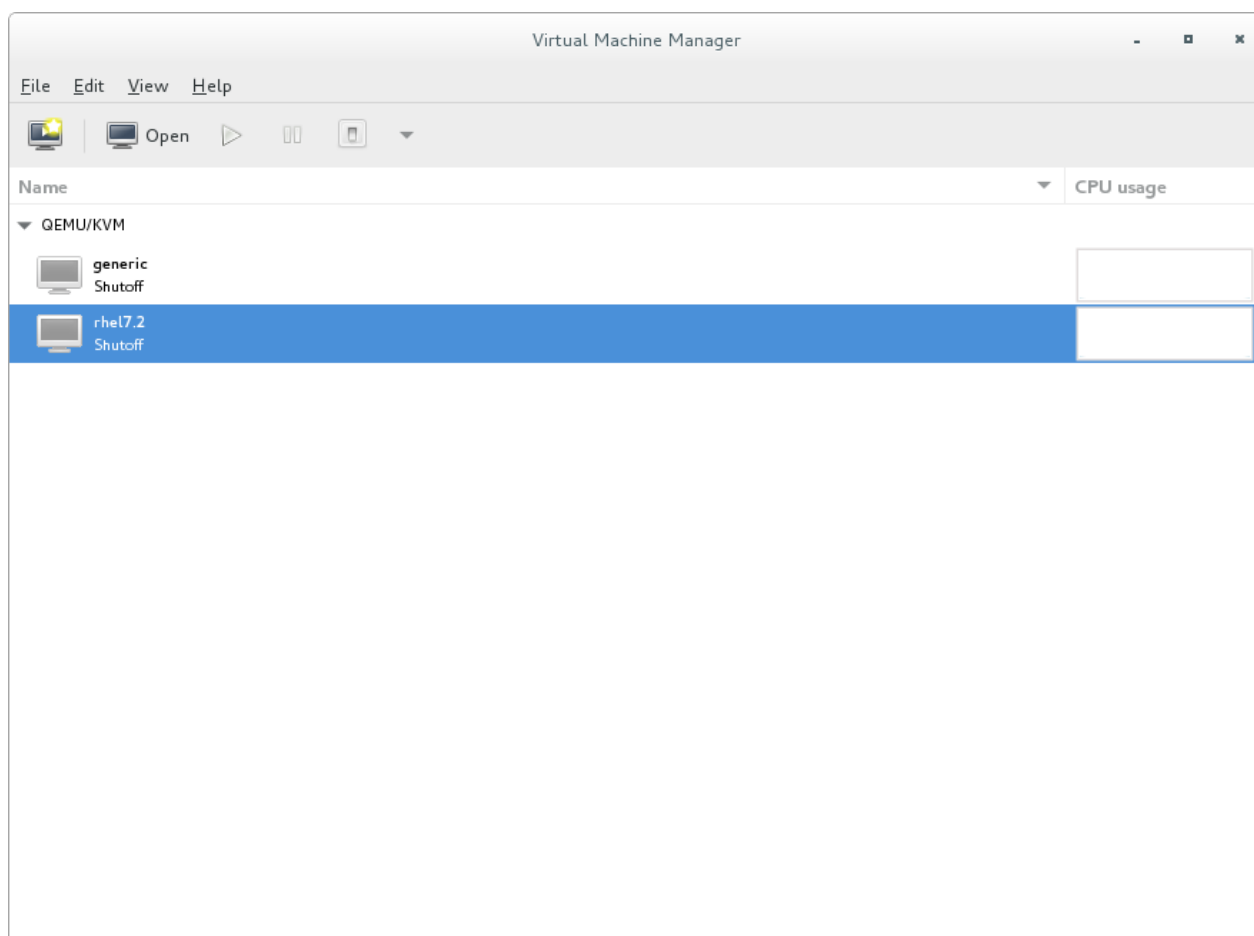 Virtual Machine Manager
File Edit View Help
Open
Name CPU usage
QEMU/KVM
generic
Shutoff
rhel7.2
Shutoff